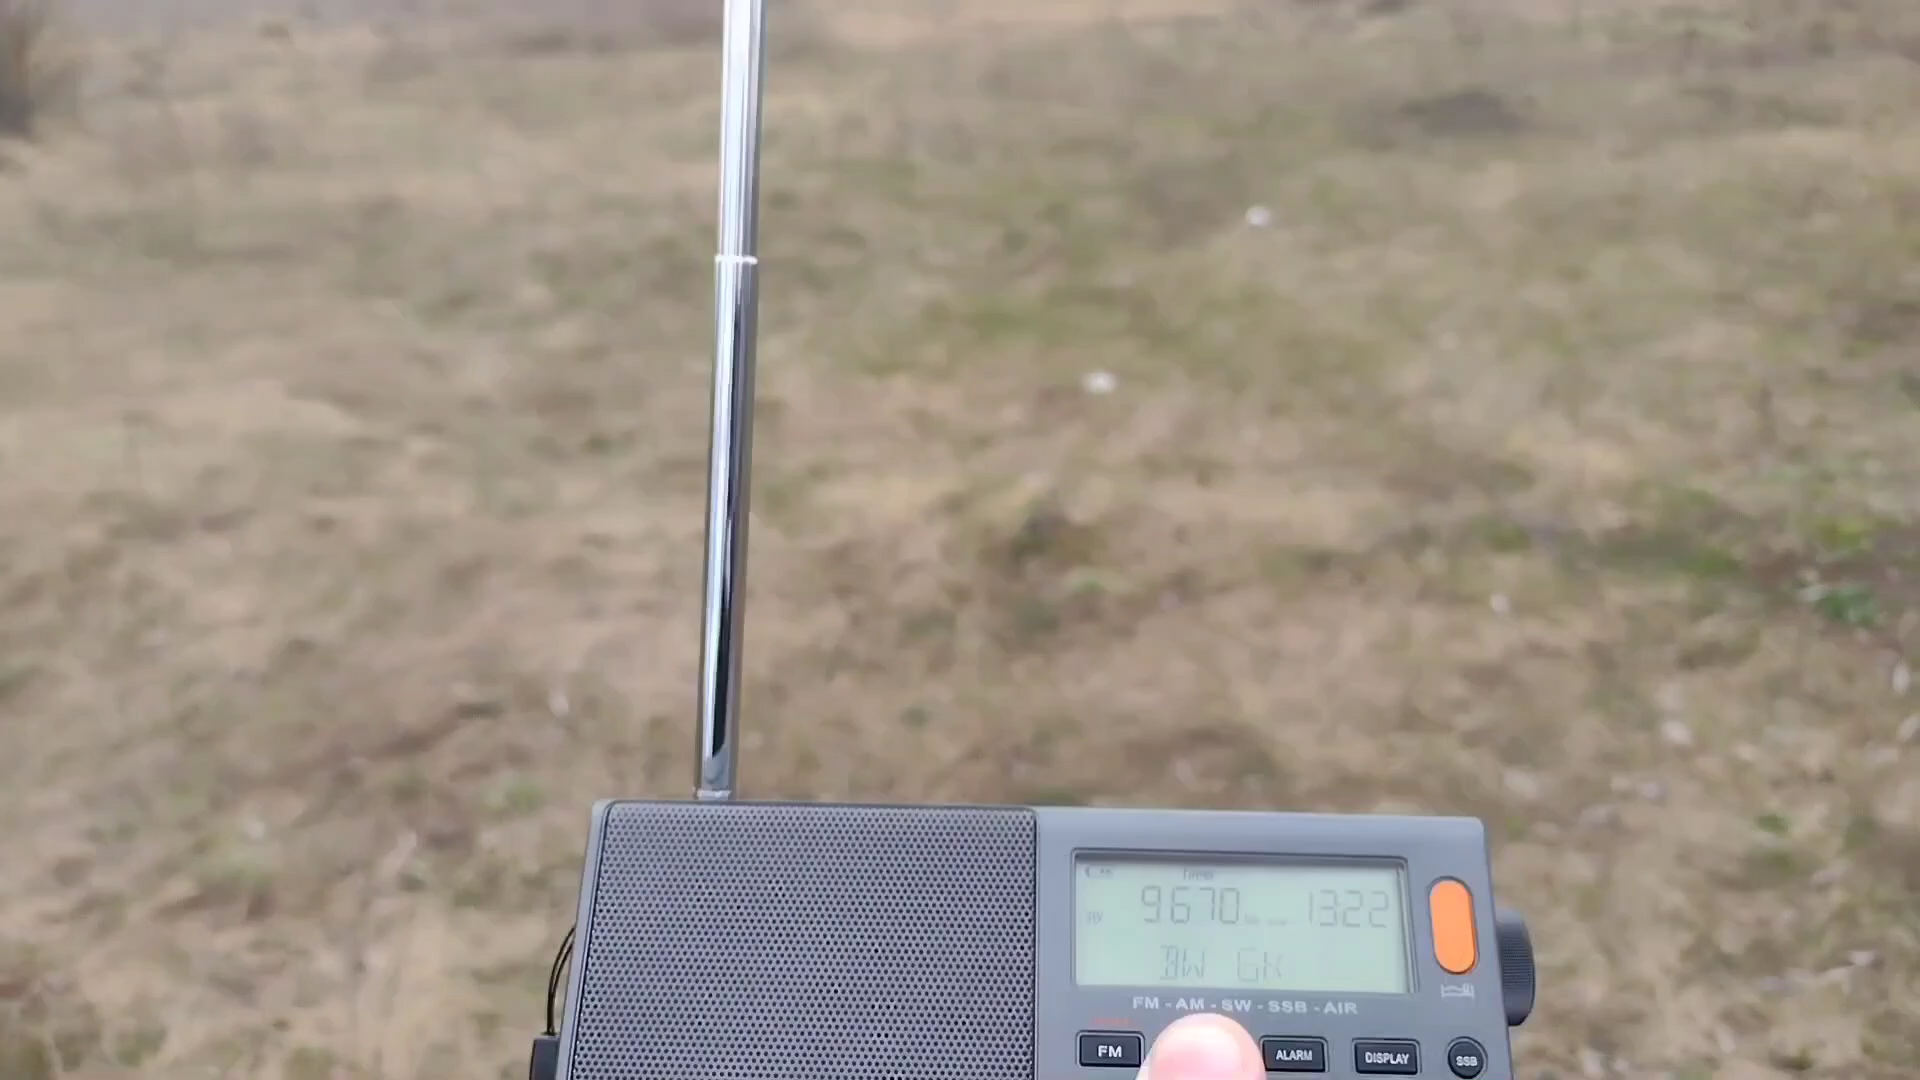 9670 1322
BW 6K
FM - AM - SW - SSB - AIR
FM ALARM DISPLAY SSB